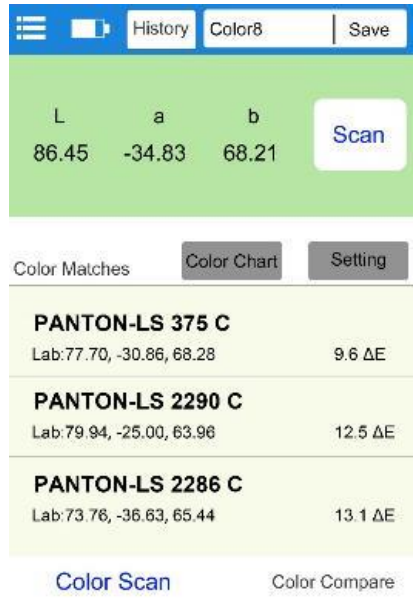 History Color8 Save
L a b
86.45 -34.83 68.21
Scan
Color Matches Color Chart Setting
PANTON-LS 375 C
Lab:77.70, -30.86, 68.28 9.6 ΔE
PANTON-LS 2290 C
Lab:79.94, -25.00, 63.96 12.5 ΔE
PANTON-LS 2286 C
Lab:73.76, -36.63, 65.44 13.1 ΔE
Color Scan Color Compare